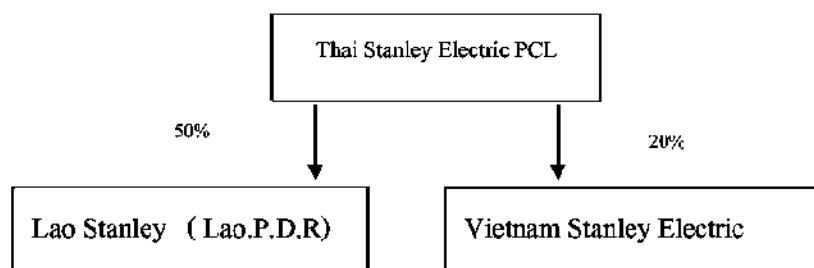 Thai Stanley Electric PCL
50%
20%
Lao Stanley ( Lao.P.D.R)
Vietnam Stanley Electric